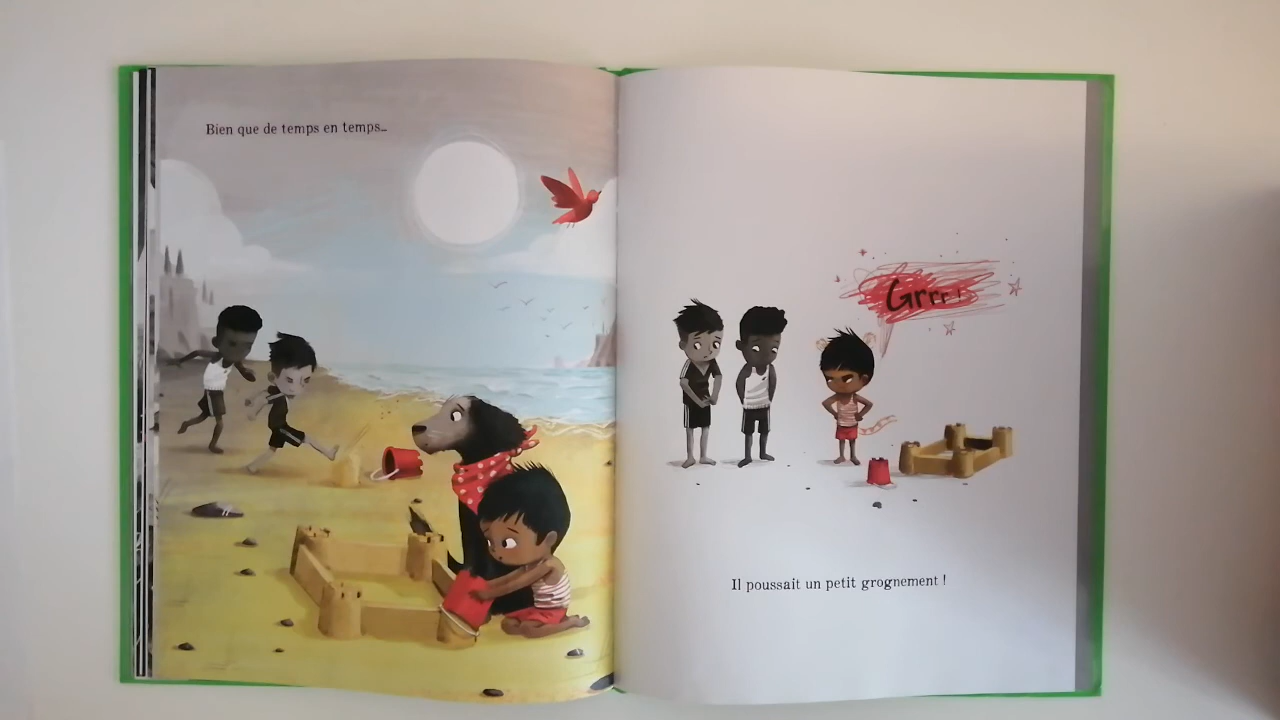 Bien que de temps en temps...
Grrr !
Il poussait un petit grognement !